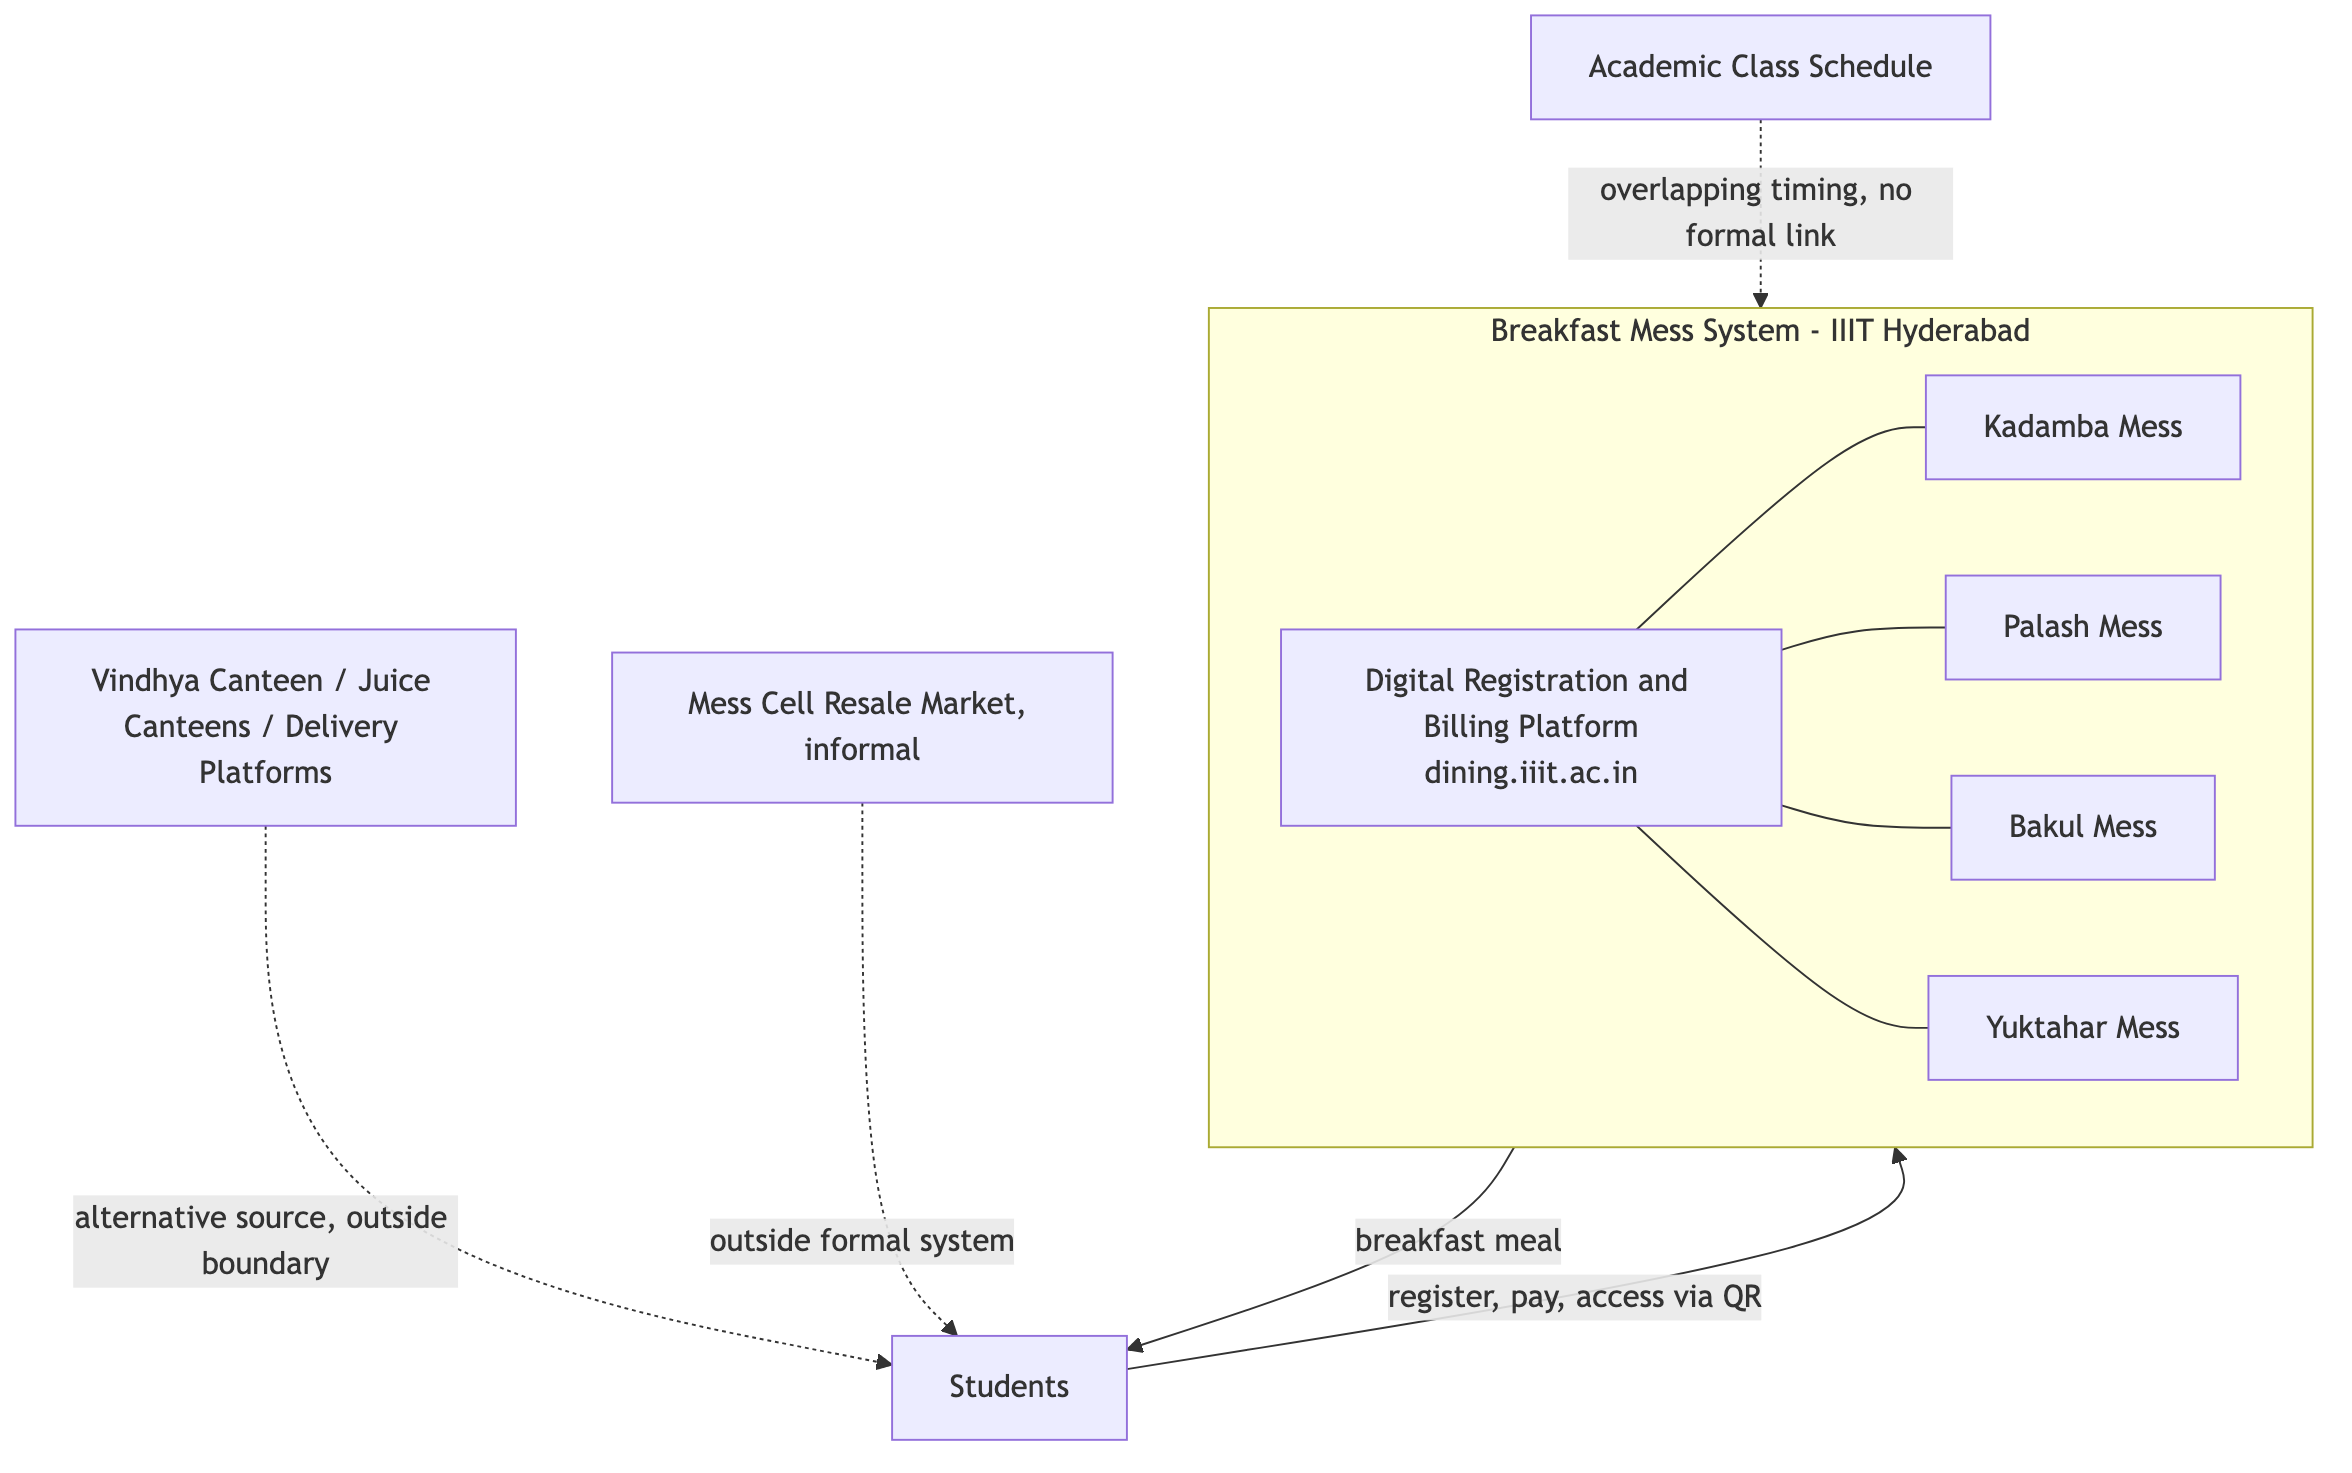 Academic Class Schedule
overlapping timing, no
formal link
Breakfast Mess System - IIIT Hyderabad
Kadamba Mess
Palash Mess
Digital Registration and
Billing Platform
dining.iiit.ac.in
Bakul Mess
Yuktahar Mess
Vindhya Canteen / Juice
Canteens / Delivery
Platforms
Mess Cell Resale Market,
informal
alternative source, outside
boundary
outside formal system
breakfast meal
register, pay, access via QR
Students